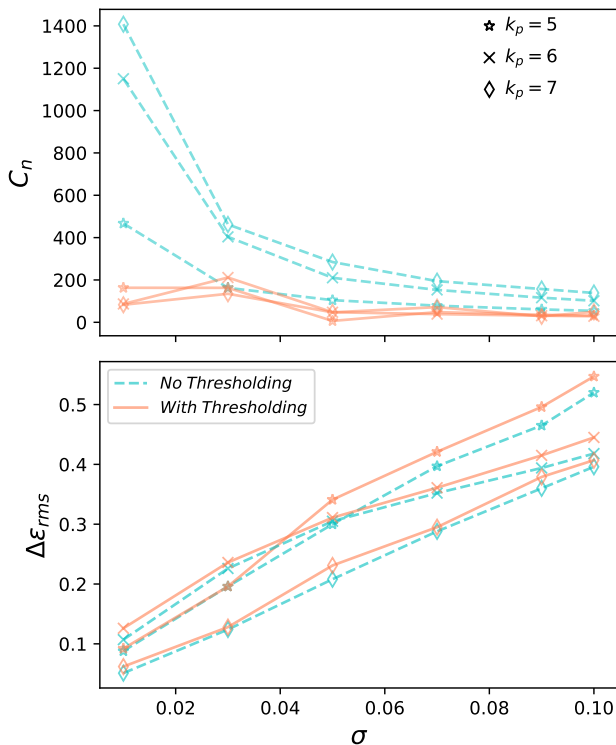 1400
1200
1000
800
600
400
200
0
C_n
k_p = 5
k_p = 6
k_p = 7
No Thresholding
With Thresholding
0.5
0.4
0.3
0.2
0.1
Δε_{rms}
0.02 0.04 0.06 0.08 0.10
σ